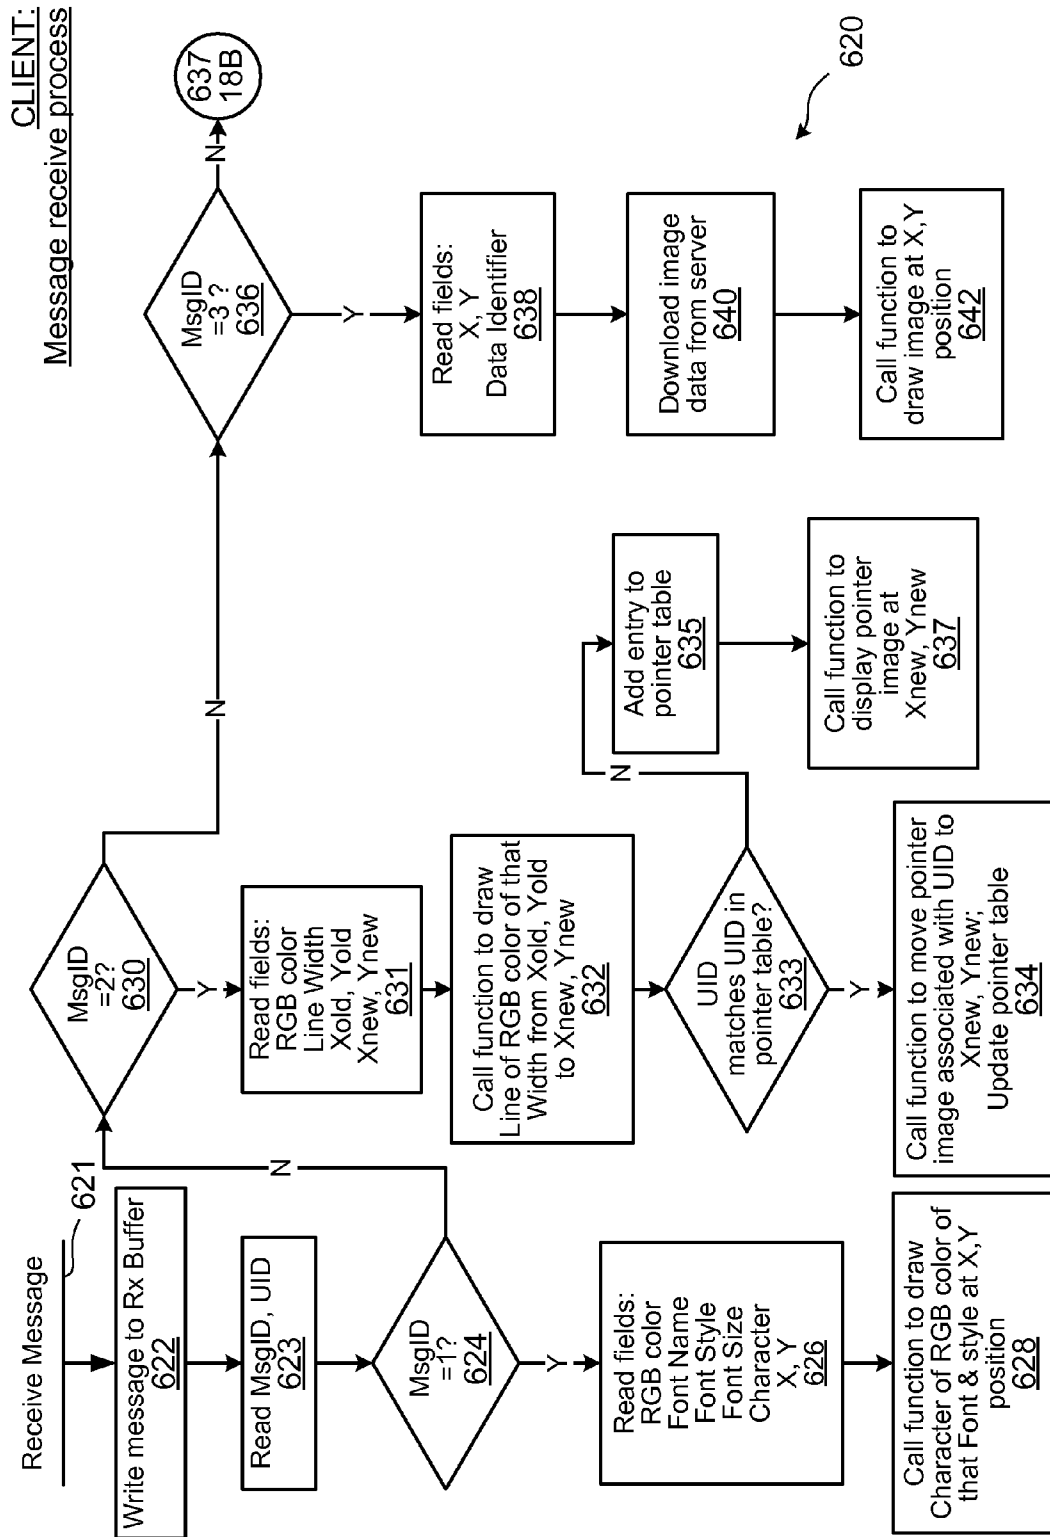 CLIENT:
Message receive process
Receive Message
621
Write message to Rx Buffer
622
Read MsgID, UID
623
MsgID
=1?
624
N
Y
Read fields:
RGB color
Font Name
Font Style
Font Size
Character
X, Y
626
Call function to draw
Character of RGB color of
that Font & style at X,Y
position
628
MsgID
=2?
630
N
Y
Read fields:
RGB color
Line Width
Xold, Yold
Xnew, Ynew
631
Call function to draw
Line of RGB color of that
Width from Xold, Yold
to Xnew, Ynew
632
UID
matches UID in
pointer table?
633
N
Y
Call function to move pointer
image associated with UID to
Xnew, Ynew;
Update pointer table
634
Add entry to
pointer table
635
Call function to
display pointer
image at
Xnew, Ynew
637
MsgID
=3 ?
636
N
637
18B
Y
Read fields:
X, Y
Data Identifier
638
Download image
data from server
640
Call function to
draw image at X,Y
position
642
620